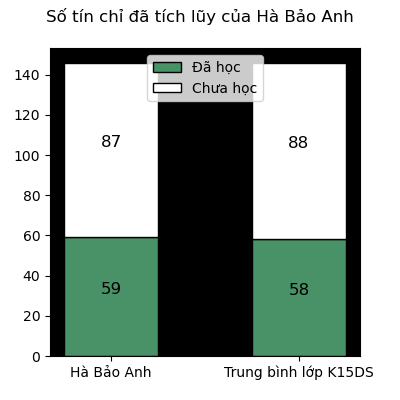 Số tín chỉ đã tích lũy của Hà Bảo Anh
Đã học
Chưa học
140
120
100
80
60
40
20
0
87
88
59
58
Hà Bảo Anh
Trung bình lớp K15DS